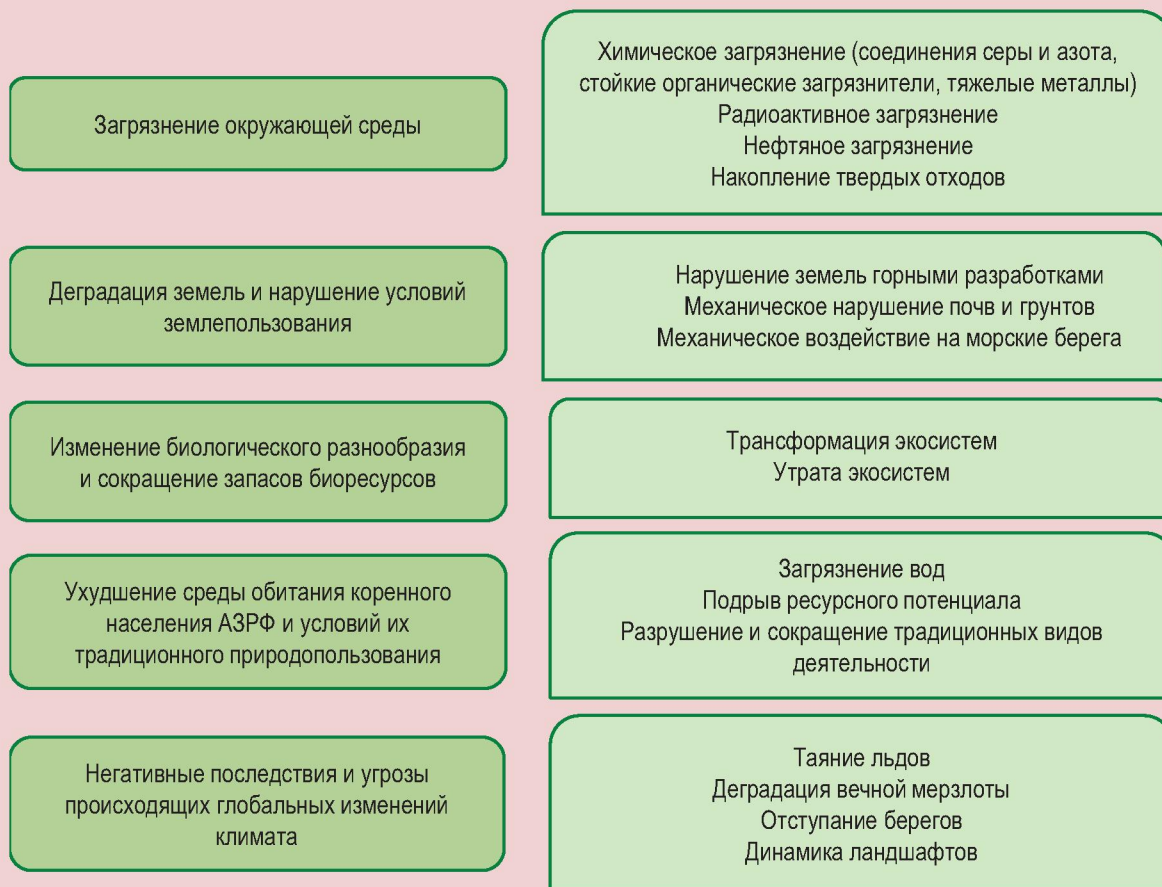 Загрязнение окружающей среды
Химическое загрязнение (соединения серы и азота,
стойкие органические загрязнители, тяжелые металлы)
Радиоактивное загрязнение
Нефтяное загрязнение
Накопление твердых отходов
Деградация земель и нарушение условий
землепользования
Нарушение земель горными разработками
Механическое нарушение почв и грунтов
Механическое воздействие на морские берега
Изменение биологического разнообразия
и сокращение запасов биоресурсов
Трансформация экосистем
Утрата экосистем
Ухудшение среды обитания коренного
населения АЗРФ и условий их
традиционного природопользования
Загрязнение вод
Подрыв ресурсного потенциала
Разрушение и сокращение традиционных видов
деятельности
Негативные последствия и угрозы
происходящих глобальных изменений
климата
Таяние льдов
Деградация вечной мерзлоты
Отступание берегов
Динамика ландшафтов